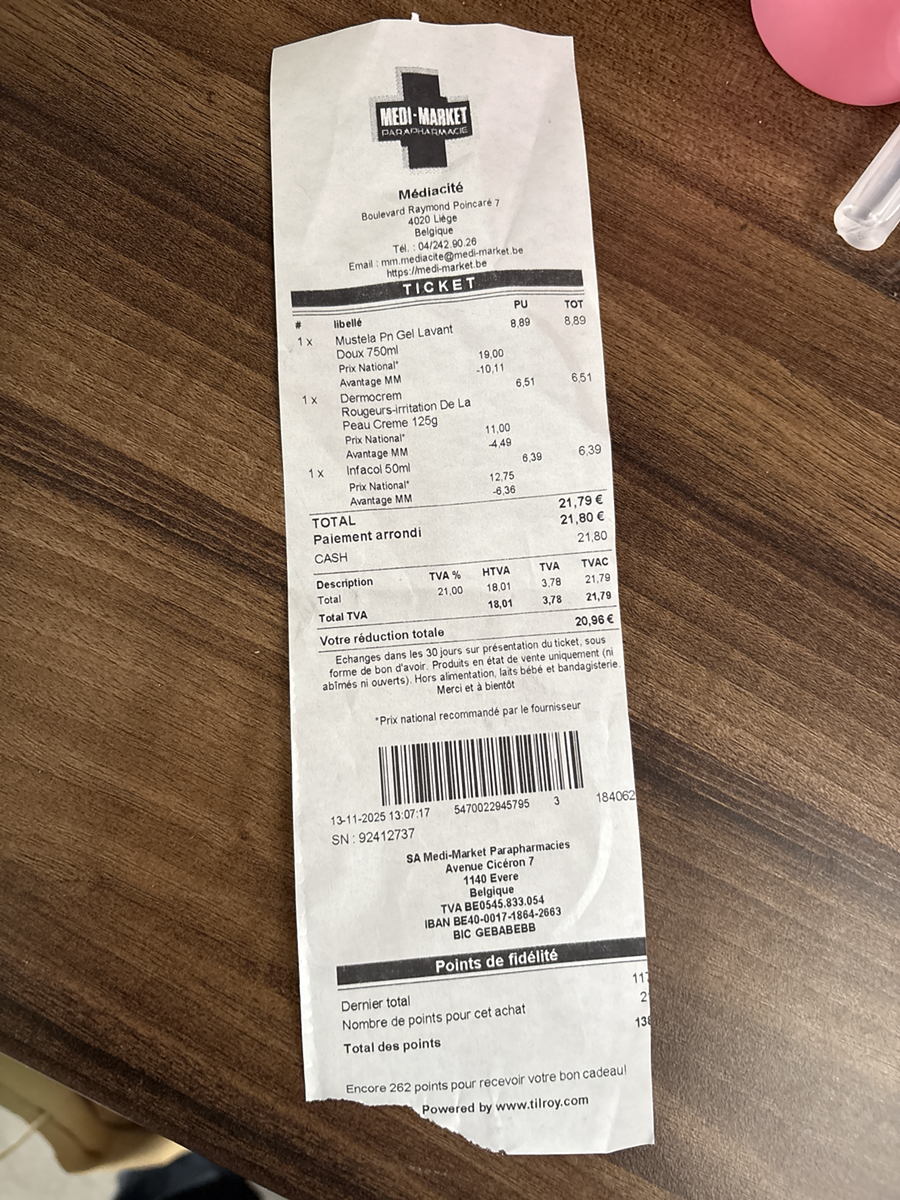 MEDI-MARKET
PARAPHARMACIE
Médiacité
Boulevard Raymond Poincaré 7
4020 Liège
Belgique
Tél. : 04/242.90.26
Email : mm.mediacite@medi-market.be
https://medi-market.be
TICKET
# libellé PU TOT
1 x Mustela Pn Gel Lavant 8,89 8,89
Doux 750ml
Prix National* 19,00
Avantage MM -10,11
1 x Dermocrem 6,51 6,51
Rougeurs-irritation De La
Peau Creme 125g
Prix National* 11,00
Avantage MM -4,49
1 x Infacol 50ml 6,39 6,39
Prix National* 12,75
Avantage MM -6,36
TOTAL 21,79 €
Paiement arrondi 21,80 €
CASH 21,80
Description TVA % HTVA TVA TVAC
Total 21,00 18,01 3,78 21,79
Total TVA 18,01 3,78 21,79
Votre réduction totale 20,96 €
Echanges dans les 30 jours sur présentation du ticket, sous
forme de bon d'avoir. Produits en état de vente uniquement (ni
abîmés ni ouverts). Hors alimentation, laits bébé et bandagisterie.
Merci et à bientôt
*Prix national recommandé par le fournisseur
13-11-2025 13:07:17 5470022945795 3 184062
SN : 92412737
SA Medi-Market Parapharmacies
Avenue Cicéron 7
1140 Evere
Belgique
TVA BE0545.833.054
IBAN BE40-0017-1864-2663
BIC GEBABEBB
Points de fidélité
Dernier total 117
Nombre de points pour cet achat 2
Total des points 138
Encore 262 points pour recevoir votre bon cadeau!
Powered by www.tilroy.com